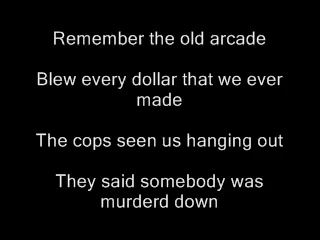 Remember the old arcade
Blew every dollar that we ever
made
The cops seen us hanging out
They said somebody was
murderd down